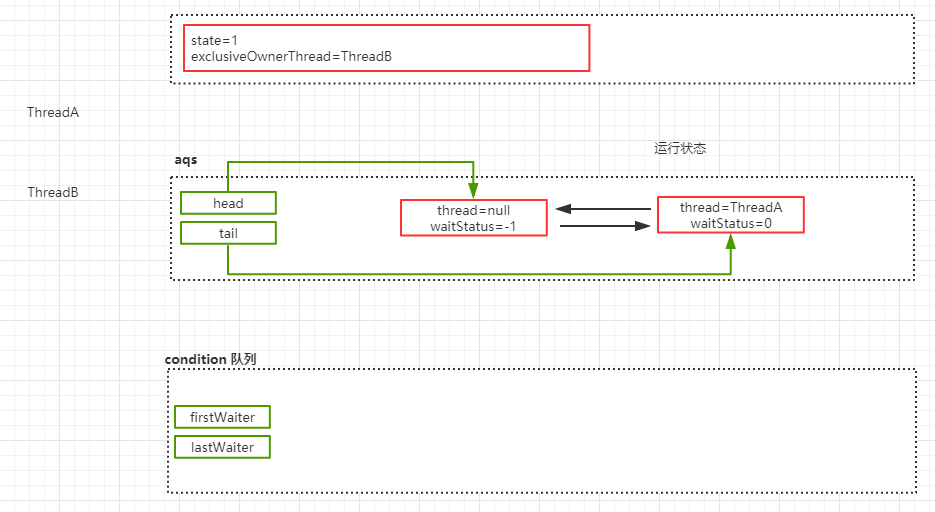 state=1
exclusiveOwnerThread=ThreadB
ThreadA
运行状态
aqs
ThreadB
head
thread=null
waitStatus=-1
thread=ThreadA
waitStatus=0
tail
condition 队列
firstWaiter
lastWaiter